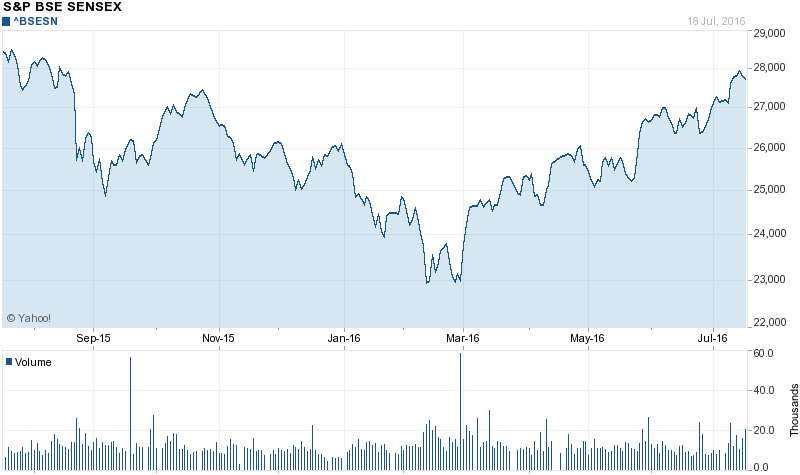 S&P BSE SENSEX
^BSESN
18 Jul, 2016
29,000
28,000
27,000
26,000
25,000
24,000
23,000
22,000
© Yahoo!
Sep-15 Nov-15 Jan-16 Mar-16 May-16 Jul-16
Volume
60.0
40.0
20.0
0.0
Thousands